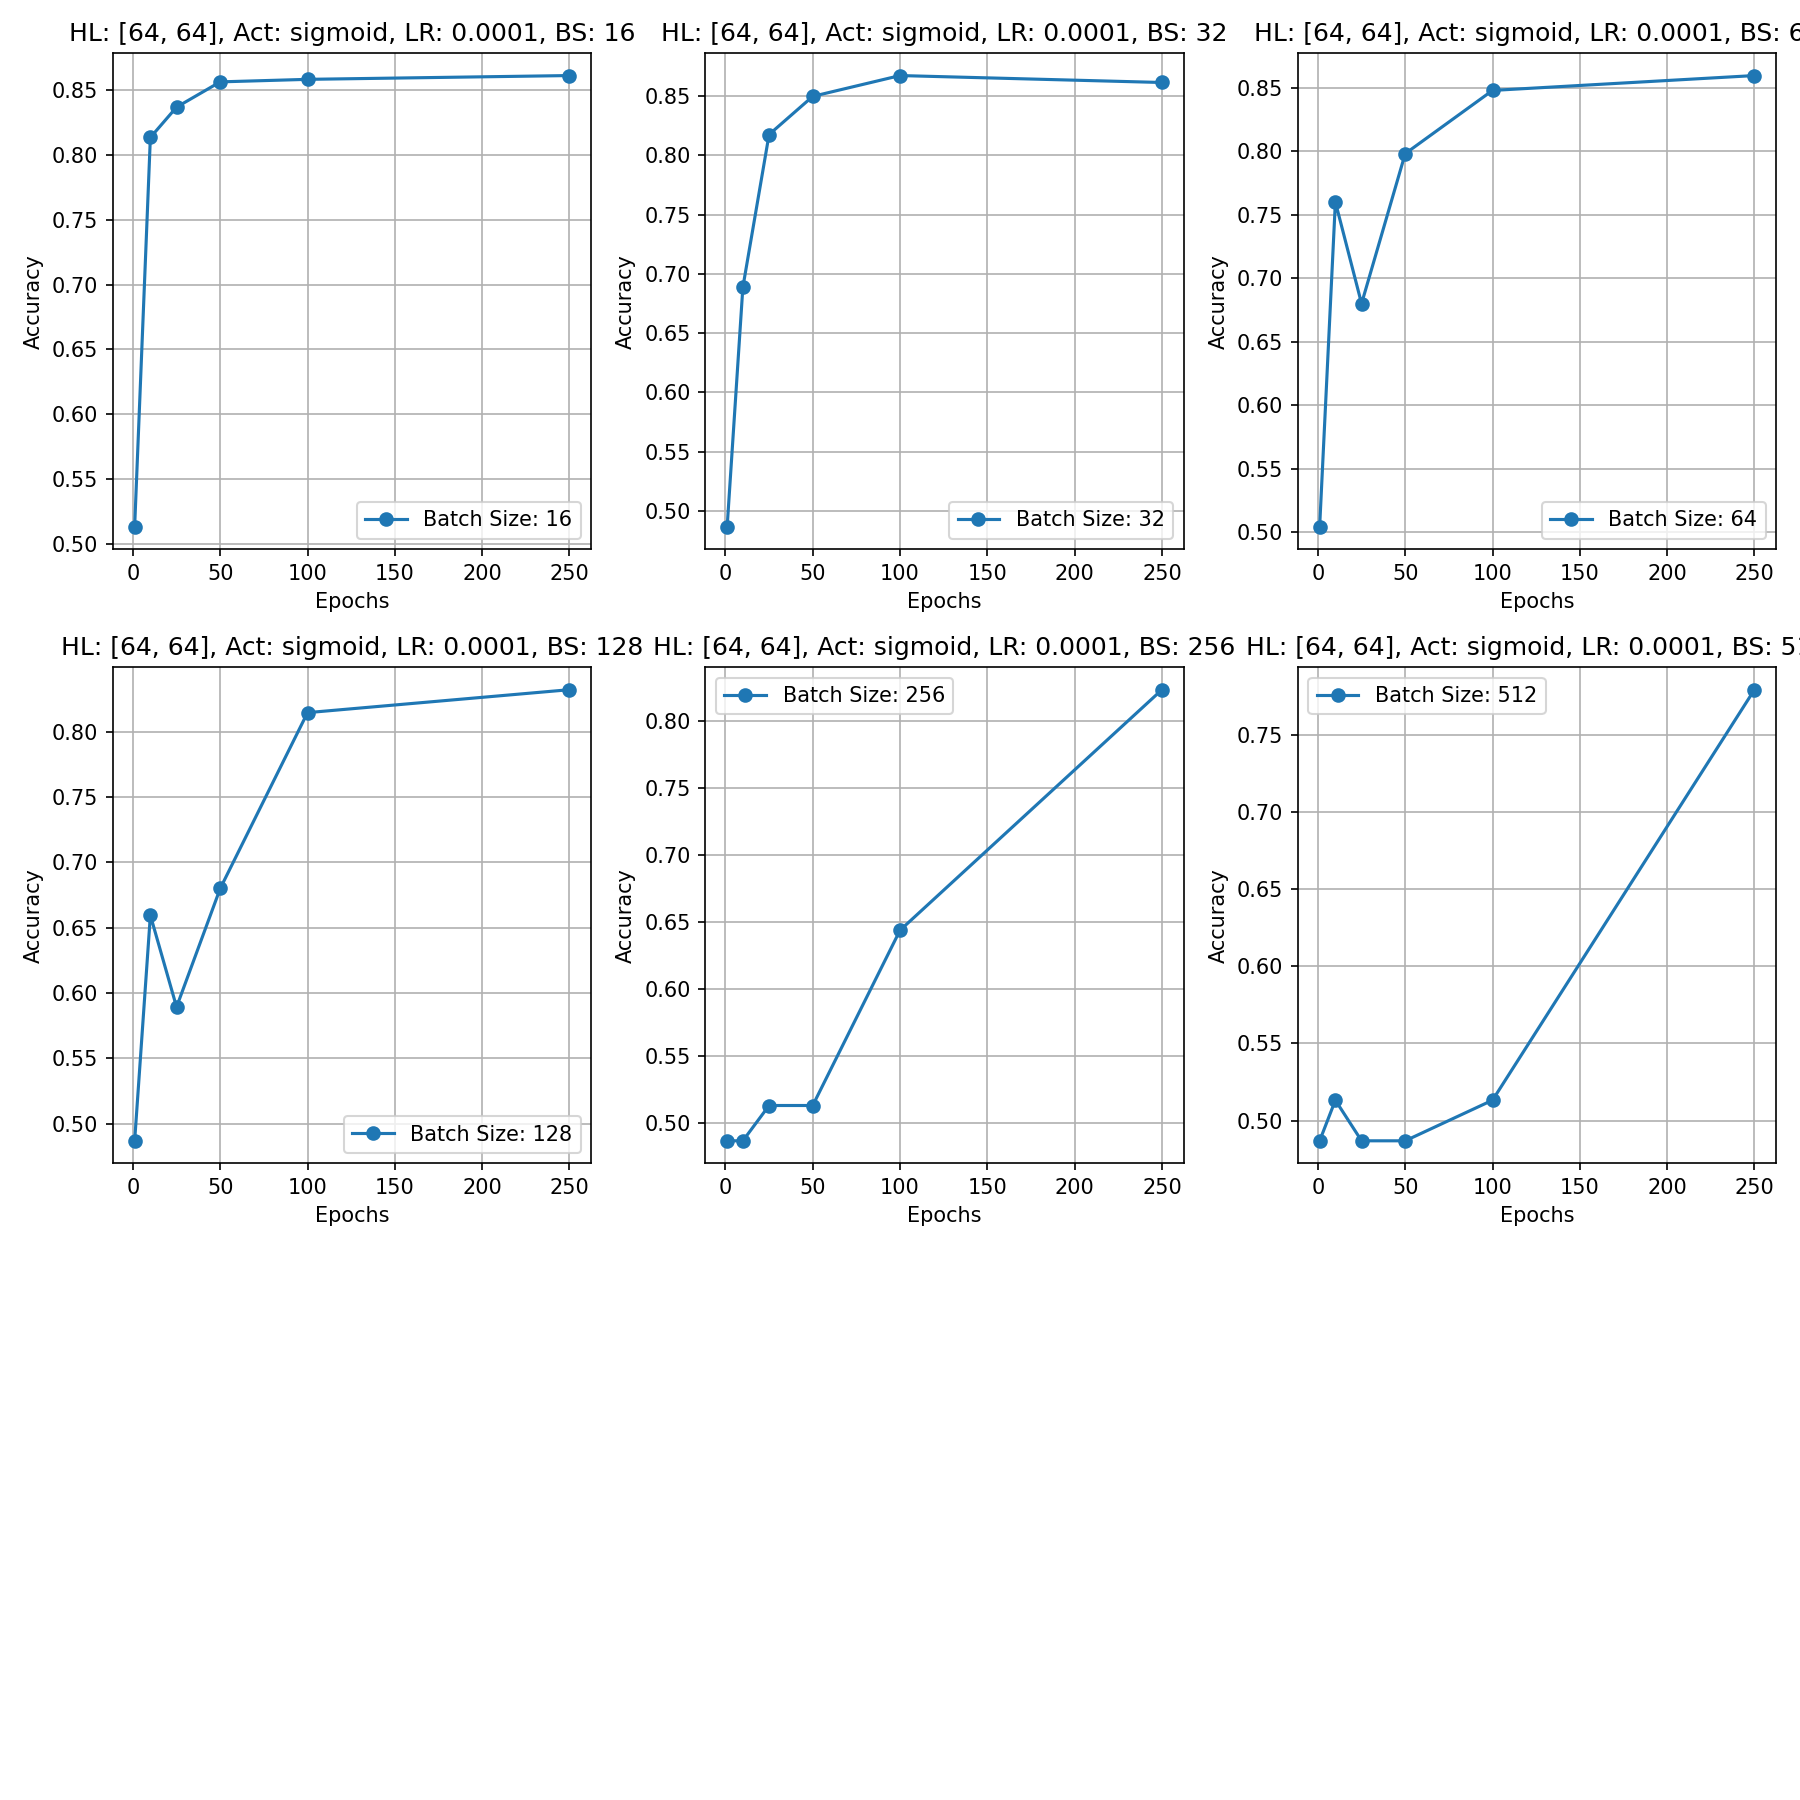 HL: [64, 64], Act: sigmoid, LR: 0.0001, BS: 16
0.85
0.80
0.75
0.70
0.65
0.60
0.55
0.50
Accuracy
Batch Size: 16
0 50 100 150 200 250
Epochs
HL: [64, 64], Act: sigmoid, LR: 0.0001, BS: 32
0.85
0.80
0.75
0.70
0.65
0.60
0.55
0.50
Accuracy
Batch Size: 32
0 50 100 150 200 250
Epochs
HL: [64, 64], Act: sigmoid, LR: 0.0001, BS: 6
0.85
0.80
0.75
0.70
0.65
0.60
0.55
0.50
Accuracy
Batch Size: 64
0 50 100 150 200 250
Epochs
HL: [64, 64], Act: sigmoid, LR: 0.0001, BS: 128
0.80
0.75
0.70
0.65
0.60
0.55
0.50
Accuracy
Batch Size: 128
0 50 100 150 200 250
Epochs
HL: [64, 64], Act: sigmoid, LR: 0.0001, BS: 256
Batch Size: 256
0.80
0.75
0.70
0.65
0.60
0.55
0.50
Accuracy
0 50 100 150 200 250
Epochs
HL: [64, 64], Act: sigmoid, LR: 0.0001, BS: 51
Batch Size: 512
0.75
0.70
0.65
0.60
0.55
0.50
Accuracy
0 50 100 150 200 250
Epochs